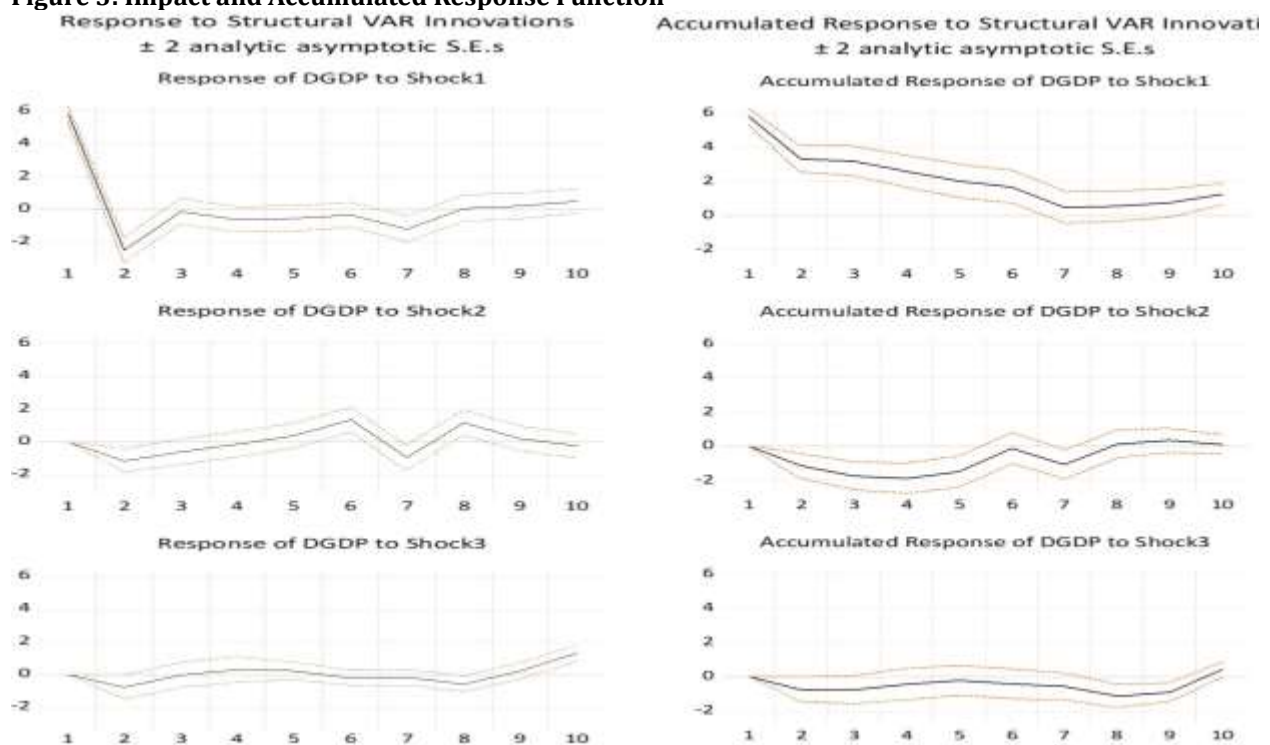 Figure 3: Impact and Accumulated Response Function
Response to Structural VAR Innovations
± 2 analytic asymptotic S.E.s
Response of DGDP to Shock1
6
4
2
0
-2
1 2 3 4 5 6 7 8 9 10
Response of DGDP to Shock2
6
4
2
0
-2
1 2 3 4 5 6 7 8 9 10
Response of DGDP to Shock3
6
4
2
0
-2
1 2 3 4 5 6 7 8 9 10
Accumulated Response to Structural VAR Innovati
± 2 analytic asymptotic S.E.s
Accumulated Response of DGDP to Shock1
6
4
2
0
-2
1 2 3 4 5 6 7 8 9 10
Accumulated Response of DGDP to Shock2
6
4
2
0
-2
1 2 3 4 5 6 7 8 9 10
Accumulated Response of DGDP to Shock3
6
4
2
0
-2
1 2 3 4 5 6 7 8 9 10